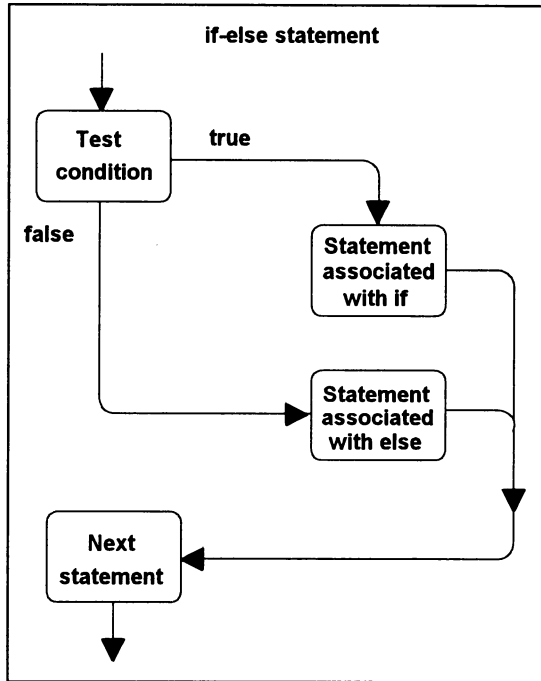 if-else statement
Test
condition
true
false
Statement
associated
with if
Statement
associated
with else
Next
statement